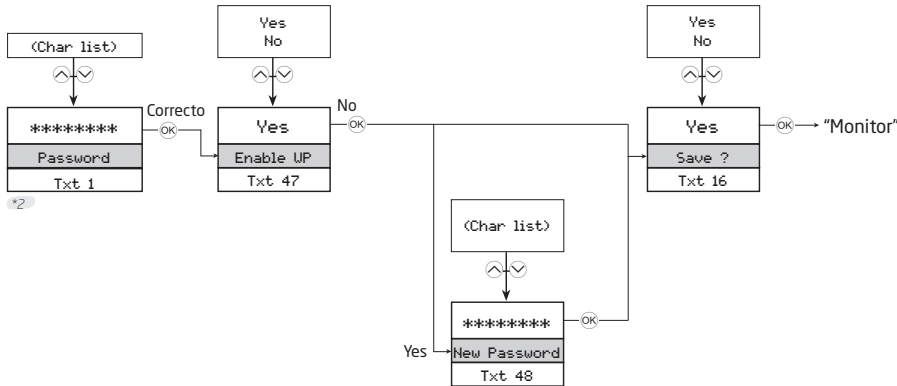 (Char list)
********
Password
Txt 1
*2
Correcto
OK
Yes
No
Yes
Enable WP
Txt 47
No
OK
Yes
(Char list)
********
New Password
Txt 48
OK
Yes
No
Yes
Save ?
Txt 16
OK
"Monitor"